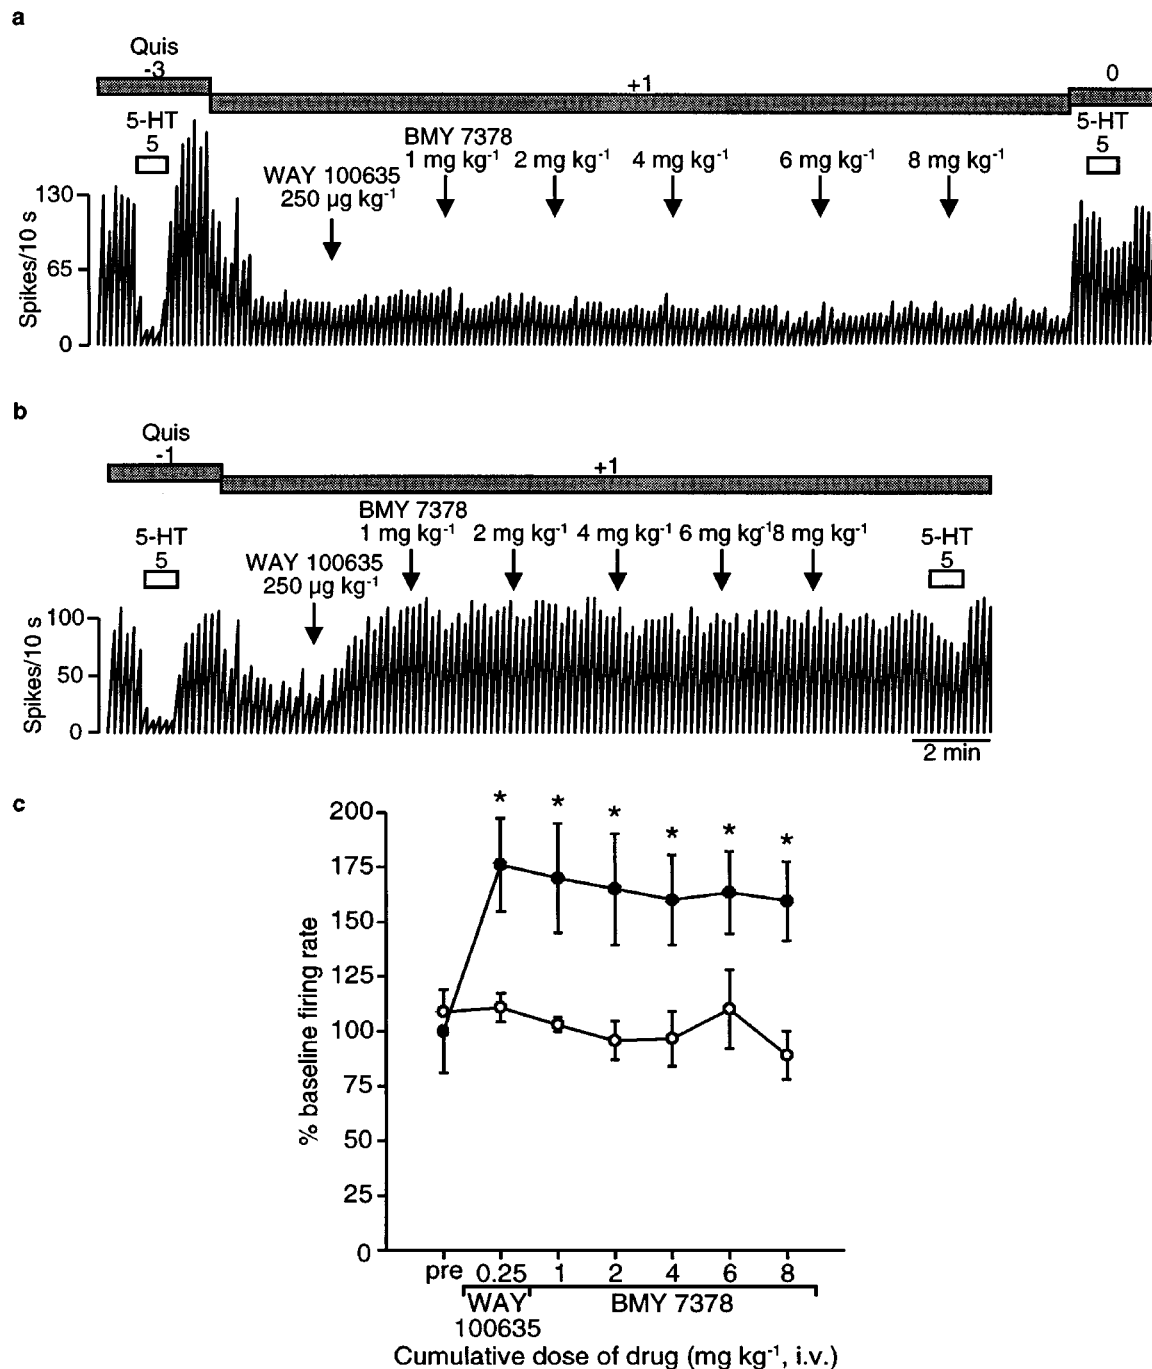 a
Quis
-3
+1
0
5-HT
5
WAY 100635
250 µg kg-1
BMY 7378
1 mg kg-1
2 mg kg-1
4 mg kg-1
6 mg kg-1
8 mg kg-1
5-HT
5
Spikes/10 s
130
65
0
b
Quis
-1
+1
5-HT
5
WAY 100635
250 µg kg-1
BMY 7378
1 mg kg-1
2 mg kg-1
4 mg kg-1
6 mg kg-1
8 mg kg-1
5-HT
5
Spikes/10 s
100
50
0
2 min
c
% baseline firing rate
200
175
150
125
100
75
50
25
0
* * * * * *
pre 0.25 1 2 4 6 8
WAY
100635
BMY 7378
Cumulative dose of drug (mg kg-1, i.v.)